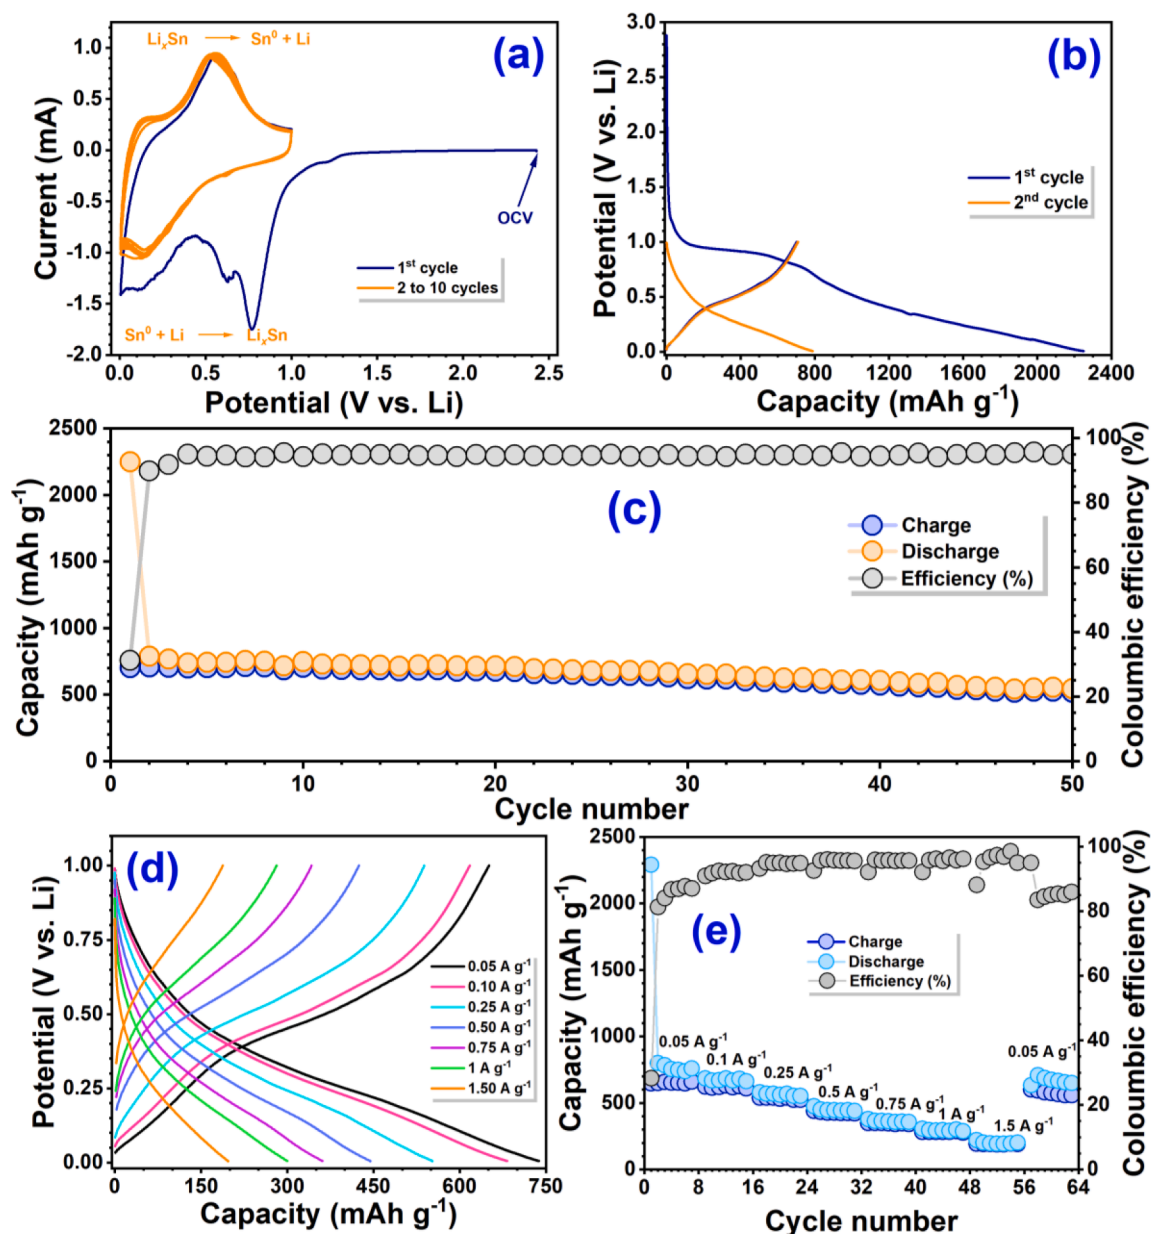 (a)
LiₓSn → Sn⁰ + Li
1.0
0.5
0.0
-0.5
-1.0
-1.5
-2.0
Current (mA)
OCV
1ˢᵗ cycle
2 to 10 cycles
Sn⁰ + Li → LiₓSn
0.0 0.5 1.0 1.5 2.0 2.5
Potential (V vs. Li)
(b)
3.0
2.5
2.0
1.5
1.0
0.5
0.0
Potential (V vs. Li)
1ˢᵗ cycle
2ⁿᵈ cycle
0 400 800 1200 1600 2000 2400
Capacity (mAh g⁻¹)
(c)
2500
2000
1500
1000
500
0
Capacity (mAh g⁻¹)
Charge
Discharge
Efficiency (%)
100
80
60
40
20
0
Coloumbic efficiency (%)
0 10 20 30 40 50
Cycle number
(d)
1.00
0.75
0.50
0.25
0.00
Potential (V vs. Li)
0.05 A g⁻¹
0.10 A g⁻¹
0.25 A g⁻¹
0.50 A g⁻¹
0.75 A g⁻¹
1 A g⁻¹
1.50 A g⁻¹
0 150 300 450 600 750
Capacity (mAh g⁻¹)
(e)
2500
2000
1500
1000
500
0
Capacity (mAh g⁻¹)
Charge
Discharge
Efficiency (%)
0.05 A g⁻¹
0.1 A g⁻¹
0.25 A g⁻¹
0.5 A g⁻¹
0.75 A g⁻¹
1 A g⁻¹
1.5 A g⁻¹
0.05 A g⁻¹
100
80
60
40
20
0
Coloumbic efficiency (%)
0 8 16 24 32 40 48 56 64
Cycle number